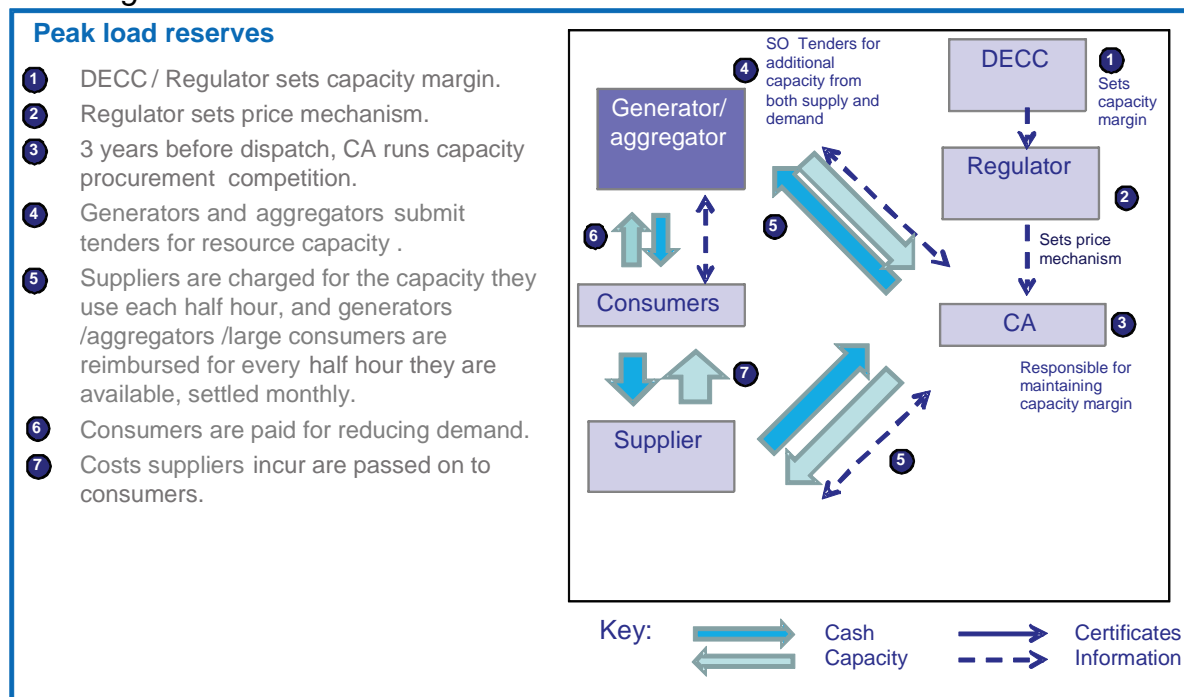 Peak load reserves
1 DECC / Regulator sets capacity margin.
2 Regulator sets price mechanism.
3 3 years before dispatch, CA runs capacity
procurement competition.
4 Generators and aggregators submit
tenders for resource capacity .
5 Suppliers are charged for the capacity they
use each half hour, and generators
/aggregators /large consumers are
reimbursed for every half hour they are
available, settled monthly.
6 Consumers are paid for reducing demand.
7 Costs suppliers incur are passed on to
consumers.
4
SO Tenders for
additional
capacity from
both supply and
demand
Generator/
aggregator
DECC
1
Sets
capacity
margin
Regulator
2
6
5
Sets price
mechanism
Consumers
CA
3
Responsible for
maintaining
capacity margin
7
Supplier
5
Key:
Cash
Capacity
Certificates
Information